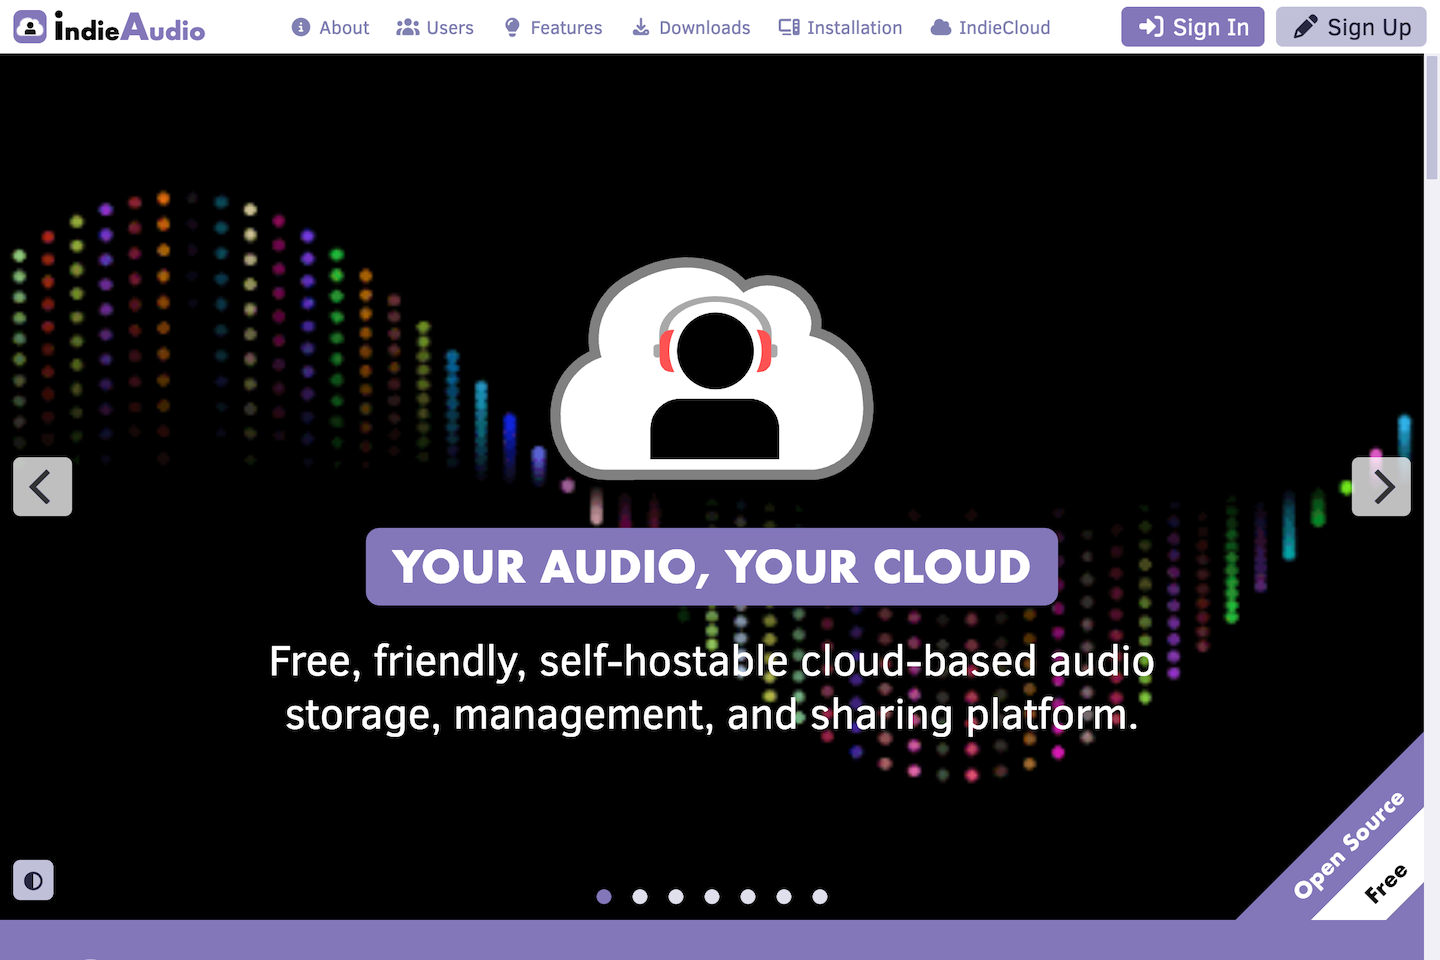 IndieAudio
About
Users
Features
Downloads
Installation
IndieCloud
Sign In
Sign Up
YOUR AUDIO, YOUR CLOUD
Free, friendly, self-hostable cloud-based audio
storage, management, and sharing platform.
Open Source
Free